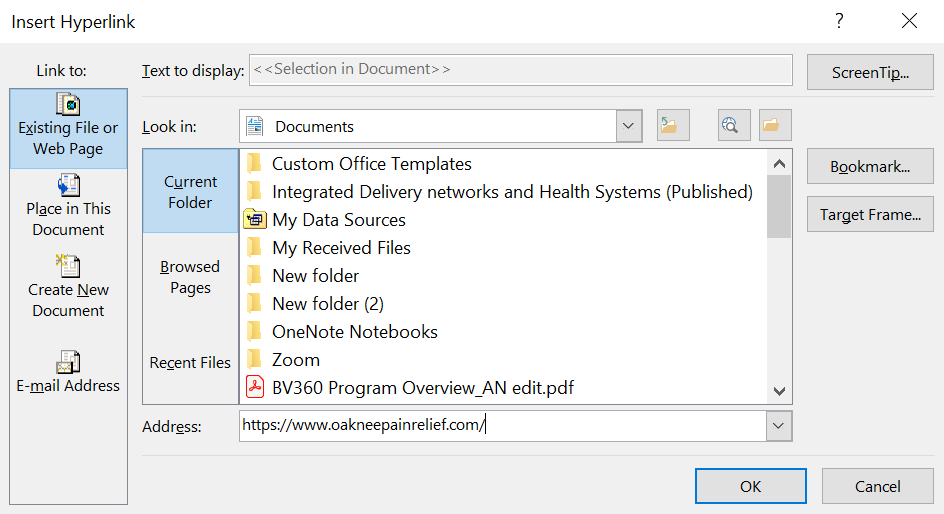 Insert Hyperlink
?
Link to:
Text to display:
<<Selection in Document>>
ScreenTip...
Existing File or
Web Page
Look in:
Documents
Place in This
Document
Create New
Document
E-mail Address
Current
Folder
Browsed
Pages
Recent Files
Custom Office Templates
Integrated Delivery networks and Health Systems (Published)
My Data Sources
My Received Files
New folder
New folder (2)
OneNote Notebooks
Zoom
BV360 Program Overview_AN edit.pdf
Bookmark...
Target Frame...
Address:
https://www.oakneepainrelief.com/
OK
Cancel